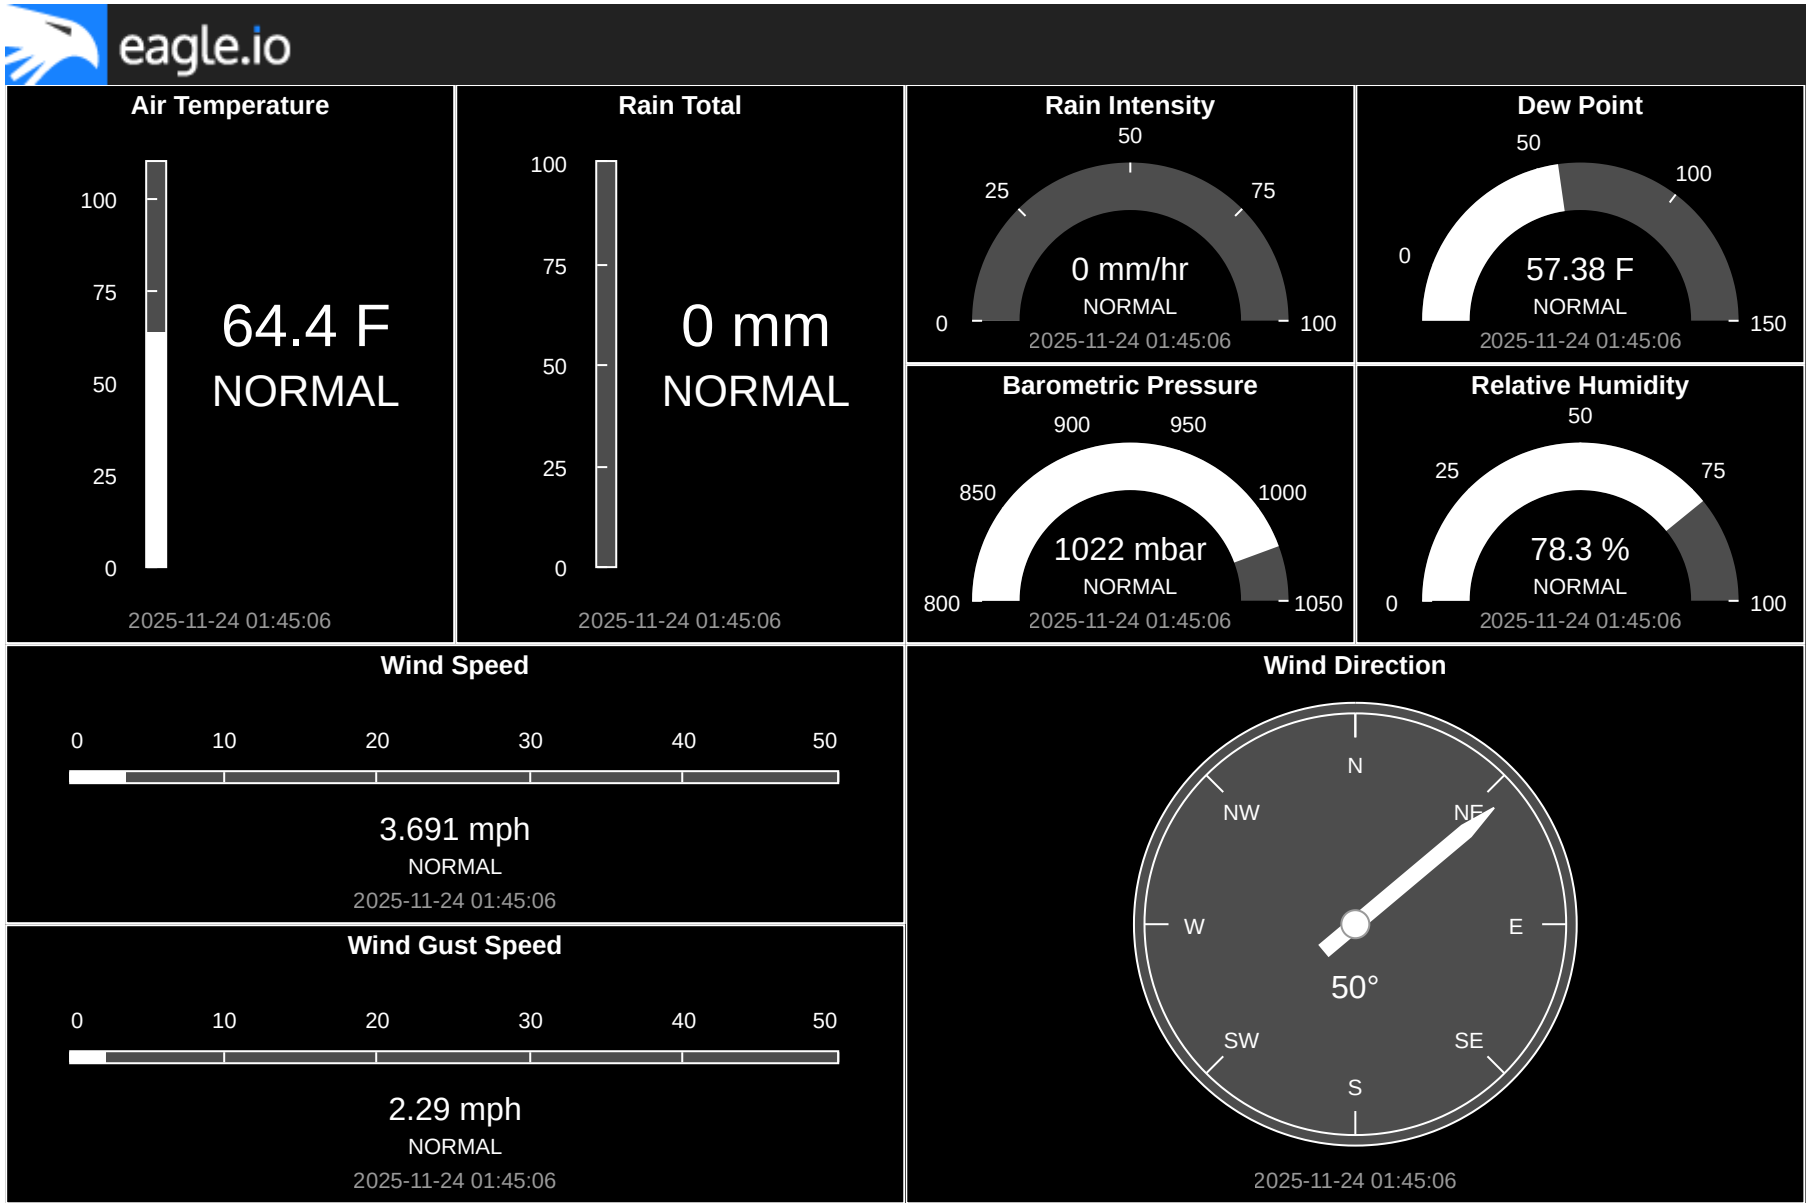 eagle.io
Air Temperature
100
75
50
25
0
64.4 F
NORMAL
2025-11-24 01:45:06
Rain Total
100
75
50
25
0
0 mm
NORMAL
2025-11-24 01:45:06
Rain Intensity
0
25
50
75
100
0 mm/hr
NORMAL
2025-11-24 01:45:06
Dew Point
0
50
100
150
57.38 F
NORMAL
2025-11-24 01:45:06
Barometric Pressure
800
850
900
950
1000
1050
1022 mbar
NORMAL
2025-11-24 01:45:06
Relative Humidity
0
25
50
75
100
78.3 %
NORMAL
2025-11-24 01:45:06
Wind Speed
0 10 20 30 40 50
3.691 mph
NORMAL
2025-11-24 01:45:06
Wind Gust Speed
0 10 20 30 40 50
2.29 mph
NORMAL
2025-11-24 01:45:06
Wind Direction
N
NW NE
W E
50°
SW SE
S
2025-11-24 01:45:06